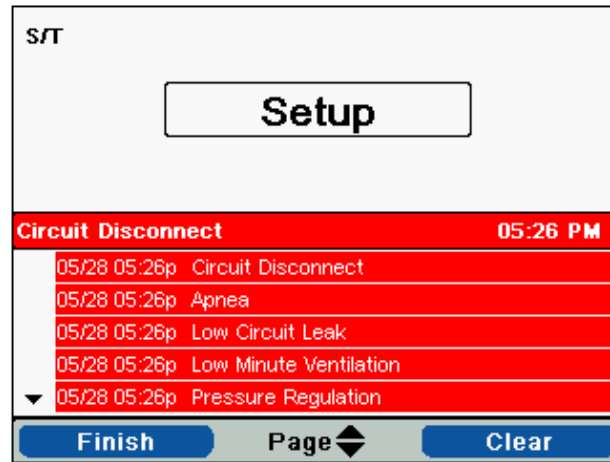 S/T
Setup
Circuit Disconnect 05:26 PM
05/28 05:26p Circuit Disconnect
05/28 05:26p Apnea
05/28 05:26p Low Circuit Leak
05/28 05:26p Low Minute Ventilation
05/28 05:26p Pressure Regulation
Finish Page Clear